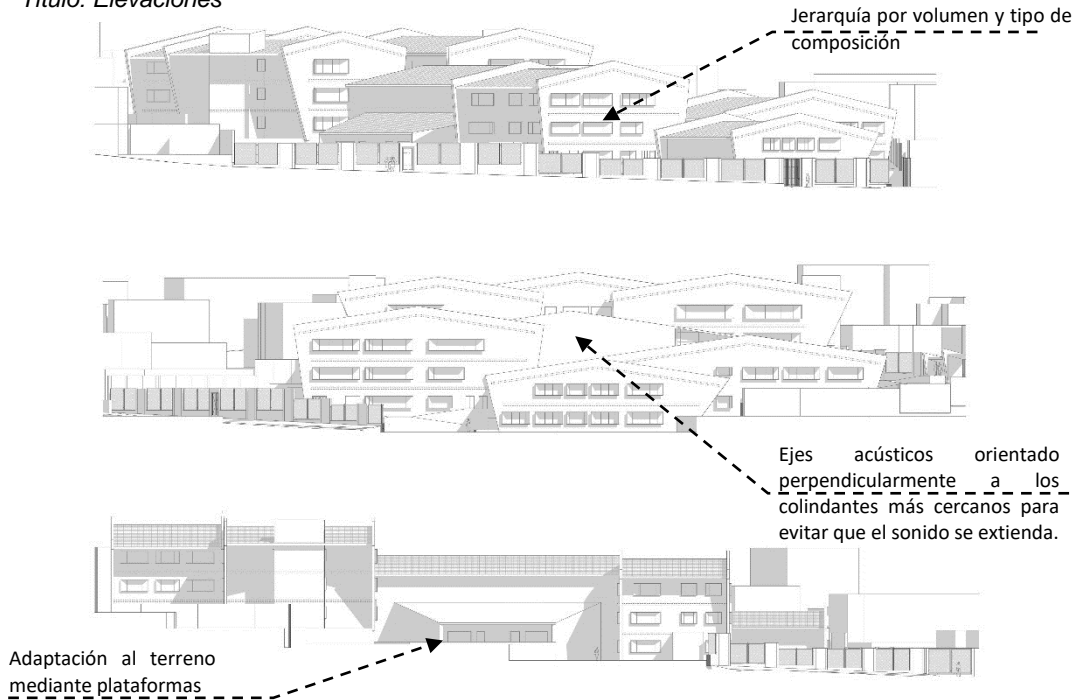 Título: Elevaciones
Jerarquía por volumen y tipo de
composición
Ejes acústicos orientado
perpendicularmente a los
colindantes más cercanos para
evitar que el sonido se extienda.
Adaptación al terreno
mediante plataformas